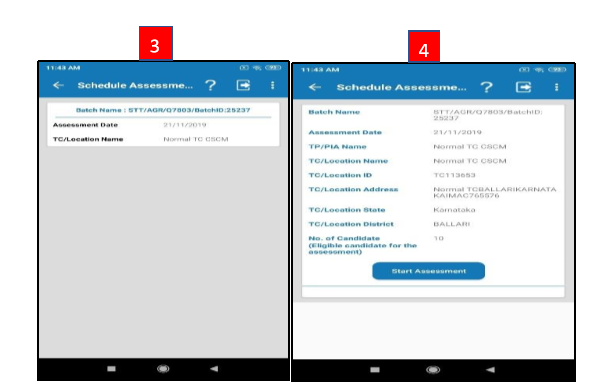 3
11:43 AM
Schedule Assessme... ?
Batch Name : STT/AGR/Q7803/BatchID:25237
Assessment Date 21/11/2019
TC/Location Name Normal TC CSCM
4
11:43 AM
Schedule Assessme... ?
Batch Name STT/AGR/Q7803/BatchID:
25237
Assessment Date 21/11/2019
TP/PIA Name Normal TC CSCM
TC/Location Name Normal TC CSCM
TC/Location ID TC113653
TC/Location Address Normal TCBALLARIKARNATA
KAIMAC765576
TC/Location State Karnataka
TC/Location District BALLARI
No. of Candidate 10
(Eligible candidate for the
assessment)
Start Assessment